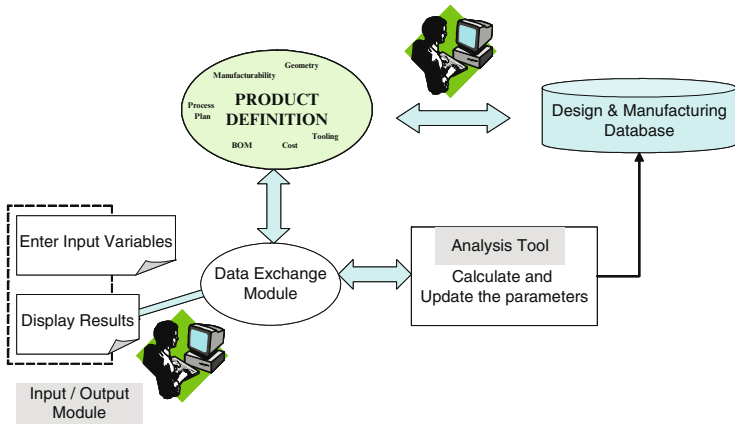 Geometry
Manufacturability
Process
Plan
PRODUCT
DEFINITION
Tooling
BOM
Cost
Design & Manufacturing
Database
Enter Input Variables
Display Results
Input / Output
Module
Data Exchange
Module
Analysis Tool
Calculate and
Update the parameters